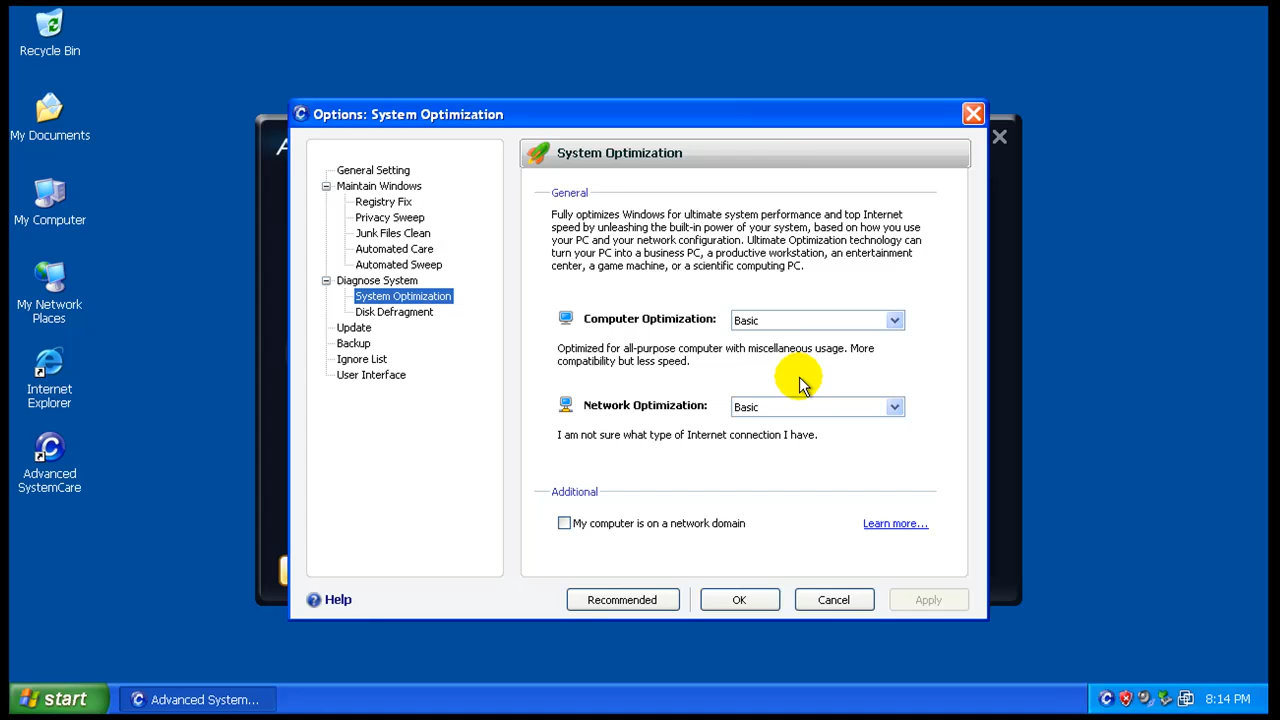 Recycle Bin
My Documents
My Computer
My Network
Places
Internet
Explorer
Advanced
SystemCare
Options: System Optimization
General Setting
Maintain Windows
Registry Fix
Privacy Sweep
Junk Files Clean
Automated Care
Automated Sweep
Diagnose System
System Optimization
Disk Defragment
Update
Backup
Ignore List
User Interface
Help
System Optimization
General
Fully optimizes Windows for ultimate system performance and top Internet
speed by unleashing the built-in power of your system, based on how you use
your PC and your network configuration. Ultimate Optimization technology can
turn your PC into a business PC, a productive workstation, an entertainment
center, a game machine, or a scientific computing PC.
Computer Optimization: Basic
Optimized for all-purpose computer with miscellaneous usage. More
compatibility but less speed.
Network Optimization: Basic
I am not sure what type of Internet connection I have.
Additional
My computer is on a network domain Learn more...
Recommended OK Cancel Apply
start Advanced System... 8:14 PM